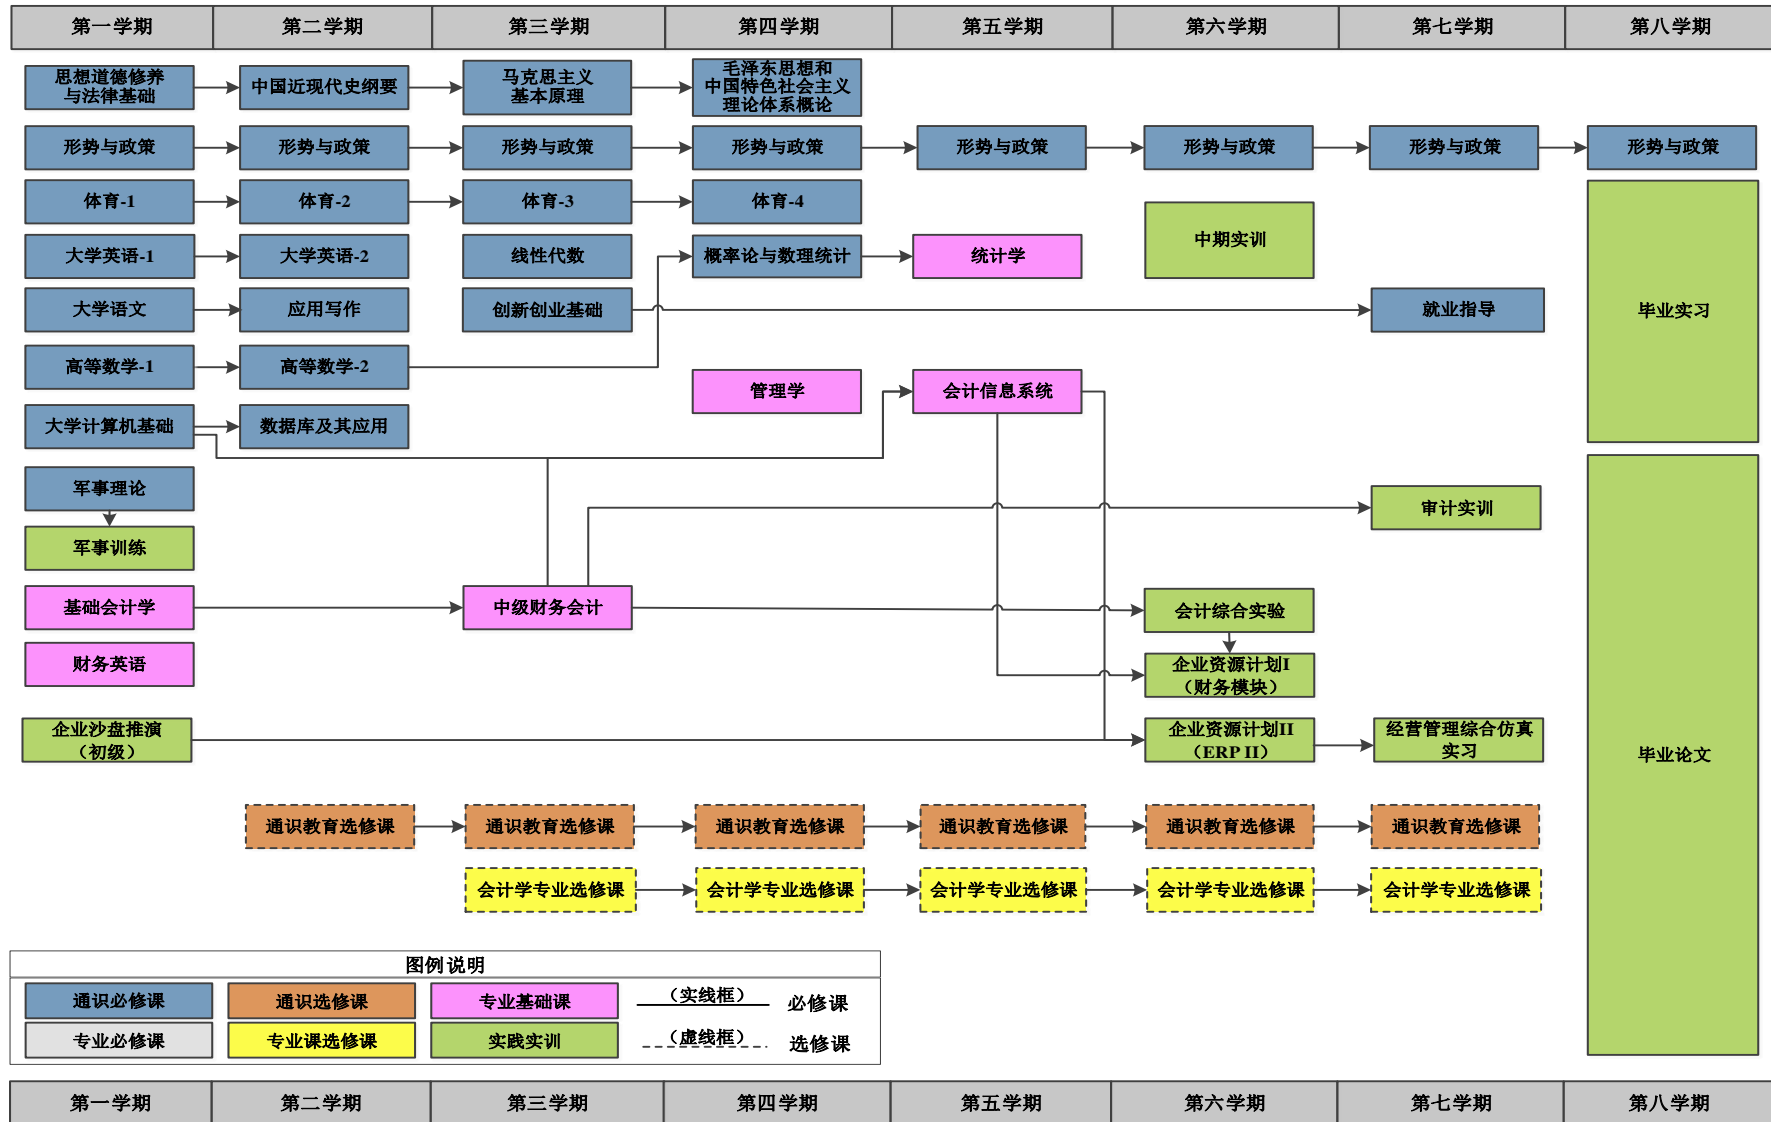 第一学期
第二学期
第三学期
第四学期
第五学期
第六学期
第七学期
第八学期
思想道德修养
与法律基础
中国近现代史纲要
马克思主义
基本原理
毛泽东思想和
中国特色社会主义
理论体系概论
形势与政策
形势与政策
形势与政策
形势与政策
形势与政策
形势与政策
形势与政策
形势与政策
体育-1
体育-2
体育-3
体育-4
中期实训
大学英语-1
大学英语-2
线性代数
概率论与数理统计
统计学
大学语文
应用写作
创新创业基础
就业指导
毕业实习
高等数学-1
高等数学-2
管理学
会计信息系统
大学计算机基础
数据库及其应用
军事理论
审计实训
军事训练
基础会计学
中级财务会计
会计综合实验
财务英语
企业资源计划I
（财务模块）
企业沙盘推演
（初级）
企业资源计划II
（ERP II）
经营管理综合仿真
实习
毕业论文
通识教育选修课
通识教育选修课
通识教育选修课
通识教育选修课
通识教育选修课
通识教育选修课
会计学专业选修课
会计学专业选修课
会计学专业选修课
会计学专业选修课
会计学专业选修课
图例说明
通识必修课
通识选修课
专业基础课
（实线框）
必修课
专业必修课
专业课选修课
实践实训
（虚线框）
选修课
第一学期
第二学期
第三学期
第四学期
第五学期
第六学期
第七学期
第八学期